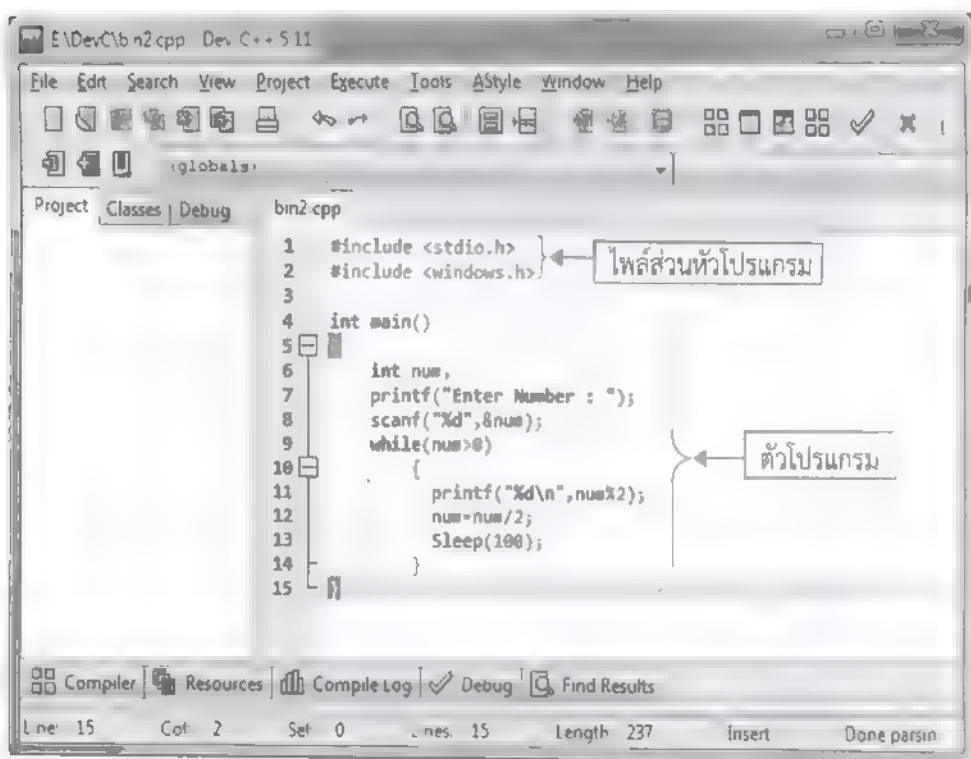 E:\DevC\bin2.cpp Dev C++ 5 11
File Edit Search View Project Execute Tools AStyle Window Help
(globals)
Project Classes Debug bin2.cpp
1 #include <stdio.h>
2 #include <windows.h>
ไฟล์ส่วนหัวโปรแกรม
3
4 int main()
5 {
6 int num,
7 printf("Enter Number : ");
8 scanf("%d",&num);
9 while(num>0)
10 {
ตัวโปรแกรม
11 printf("%d\n",num%2);
12 num=num/2;
13 Sleep(100);
14 }
15 }
Compiler Resources Compile Log Debug Find Results
Line: 15 Col: 2 Sel: 0 Lines: 15 Length 237 Insert Done parsin